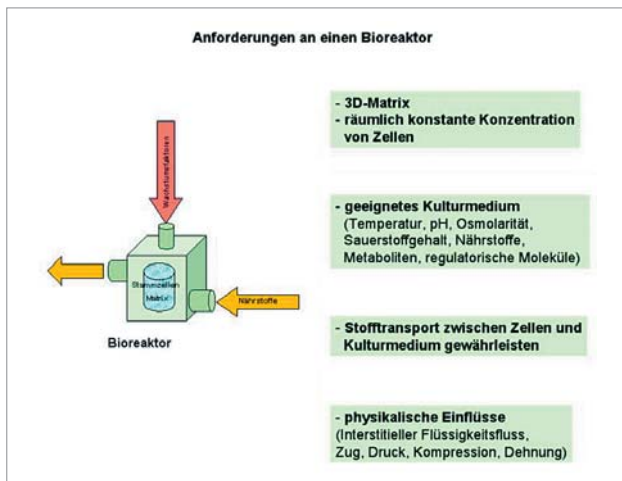 Anforderungen an einen Bioreaktor
- 3D-Matrix
- räumlich konstante Konzentration
von Zellen
Wachstumsfaktoren
- geeignetes Kulturmedium
(Temperatur, pH, Osmolarität,
Sauerstoffgehalt, Nährstoffe,
Metaboliten, regulatorische Moleküle)
Stammzellen
Matrix
Nährstoffe
Bioreaktor
- Stofftransport zwischen Zellen und
Kulturmedium gewährleisten
- physikalische Einflüsse
(Interstitieller Flüssigkeitsfluss,
Zug, Druck, Kompression, Dehnung)